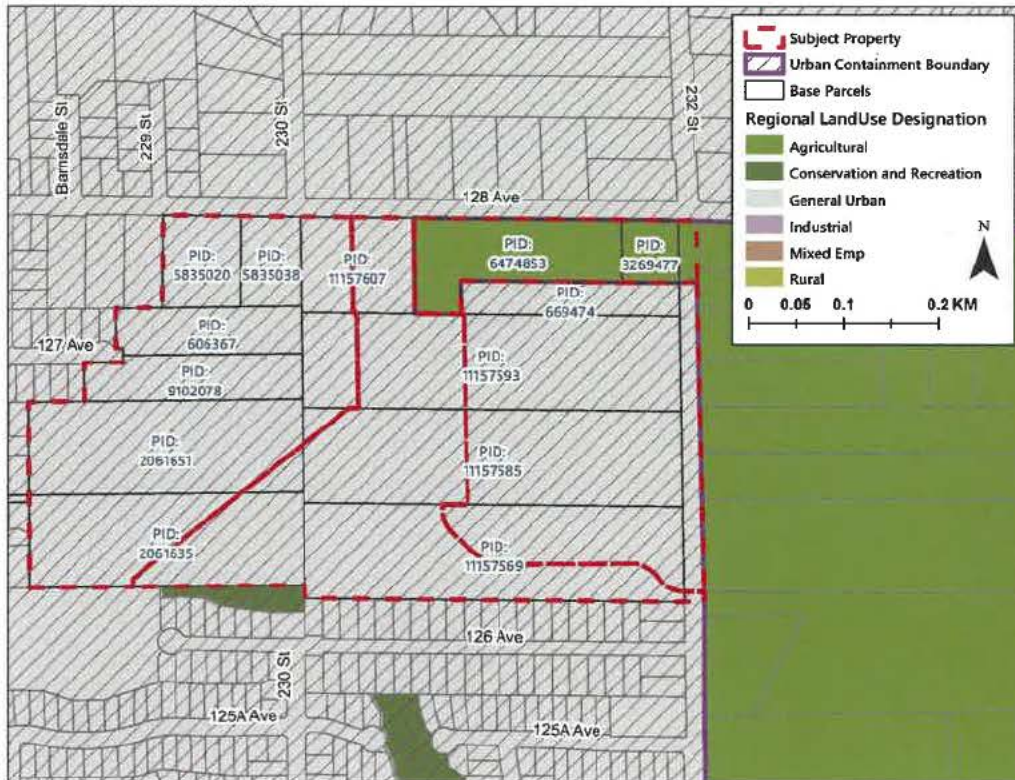 Subject Property
Urban Containment Boundary
Base Parcels
Regional LandUse Designation
Agricultural
Conservation and Recreation
General Urban
Industrial
Mixed Emp
Rural
N
0 0.05 0.1 0.2 KM
Barnsdale St
229 St
230 St
232 St
128 Ave
PID:
5835020
PID:
5835038
PID:
11157607
PID:
6474853
PID:
3269477
PID:
669474
127 Ave
PID:
606367
PID:
9102078
PID:
11157593
PID:
2061651
PID:
11157585
PID:
2061635
PID:
11157569
126 Ave
230 St
125A Ave
125A Ave